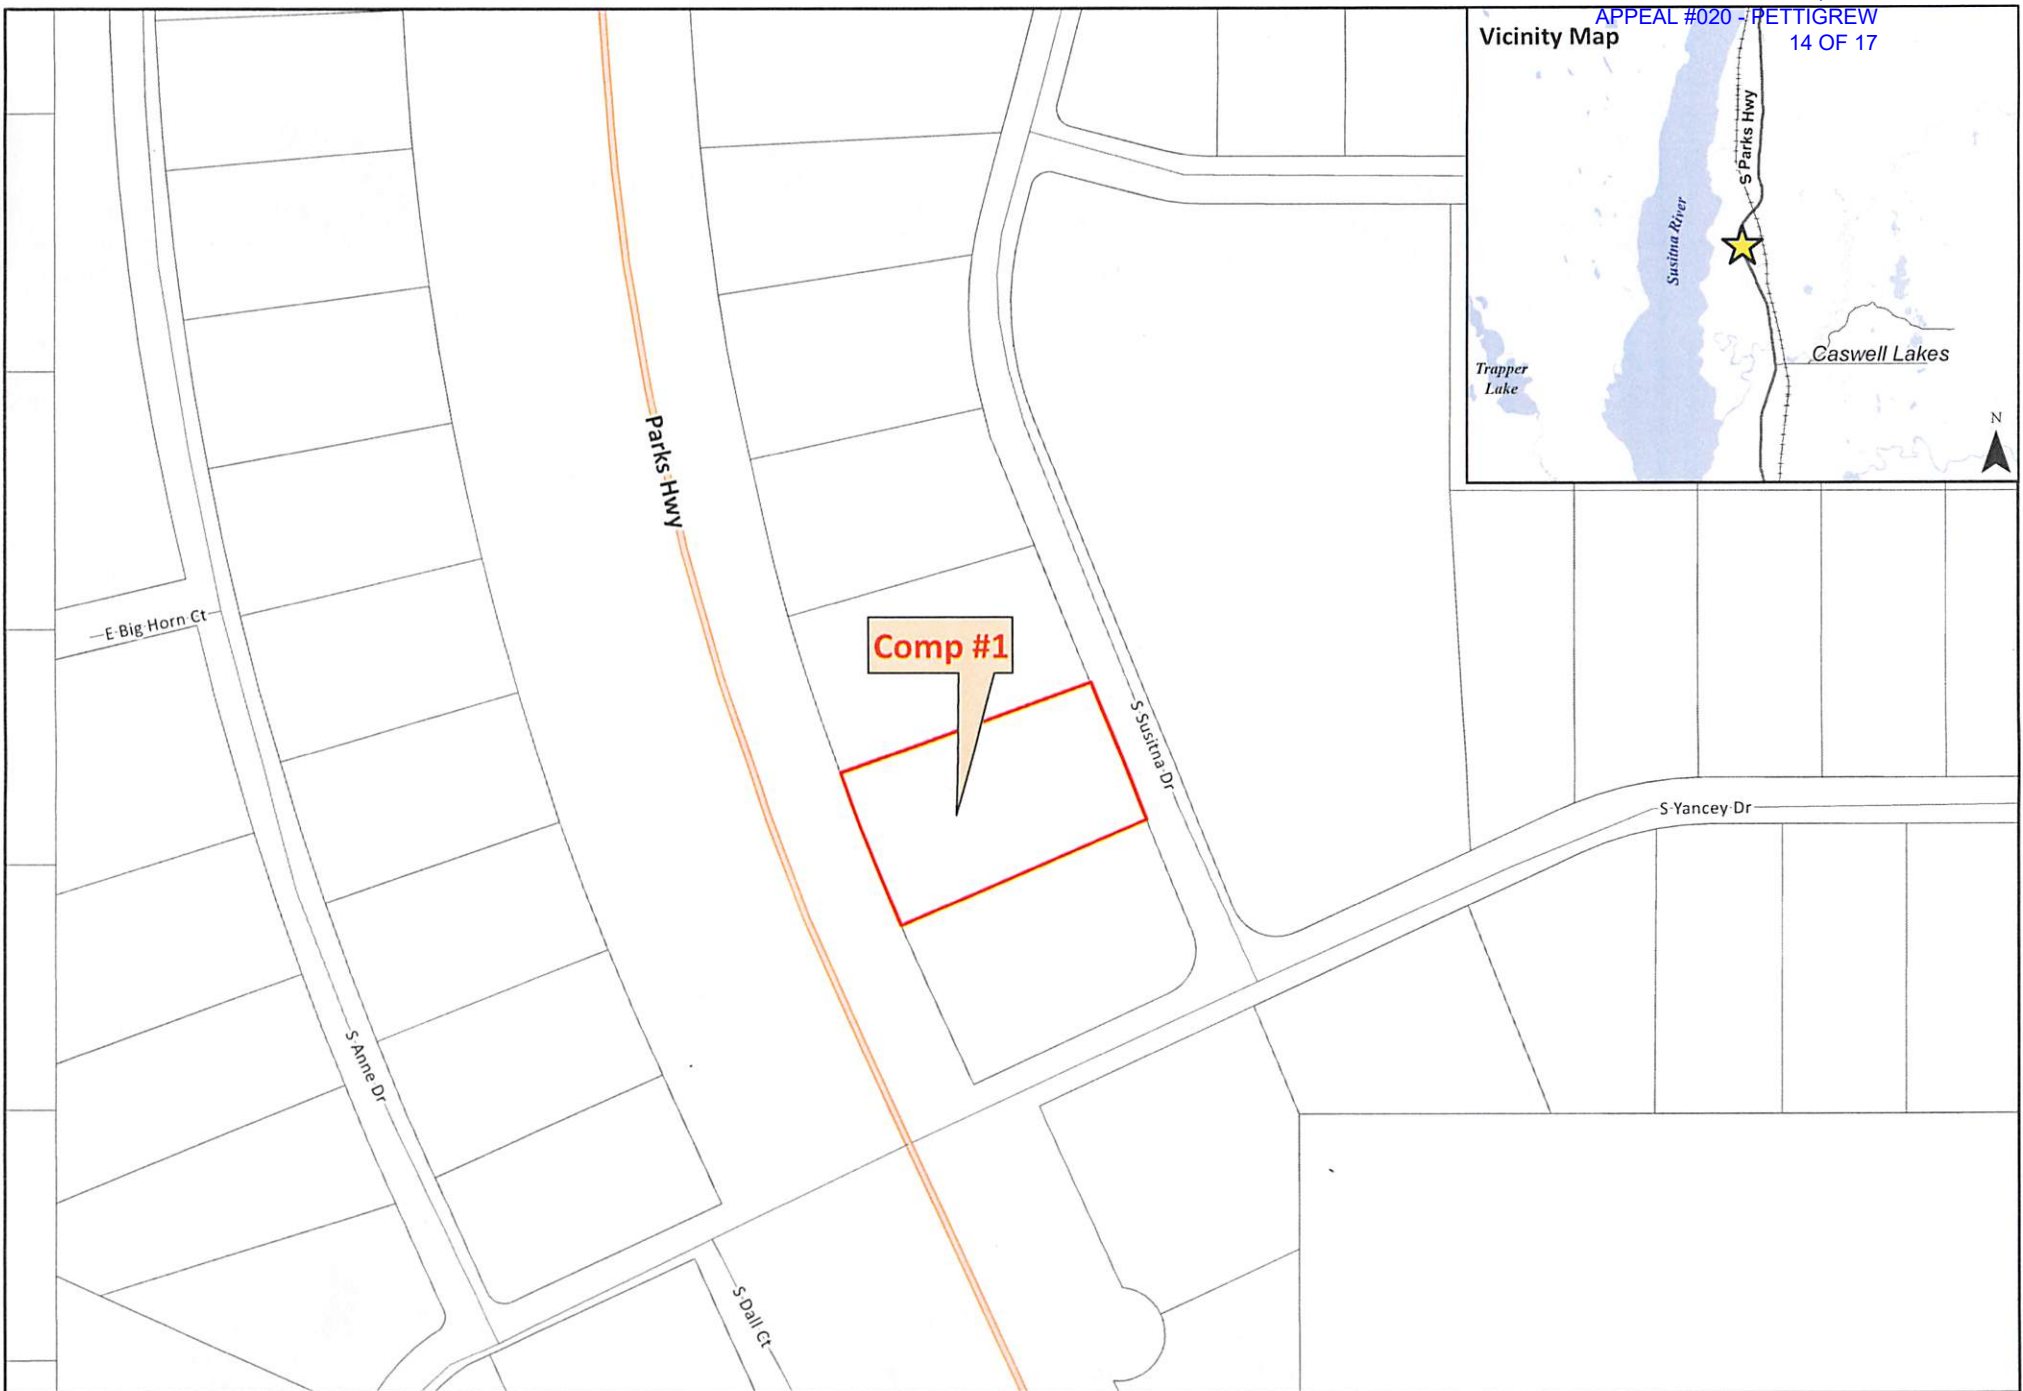 APPEAL #020 - PETTIGREW
14 OF 17
Vicinity Map
S Parks Hwy
Susitna River
Trapper
Lake
Caswell Lakes
N
Parks Hwy
E Big Horn Ct
Comp #1
S Susitna Dr
S Yancey Dr
S Anne Dr
S Dall Ct